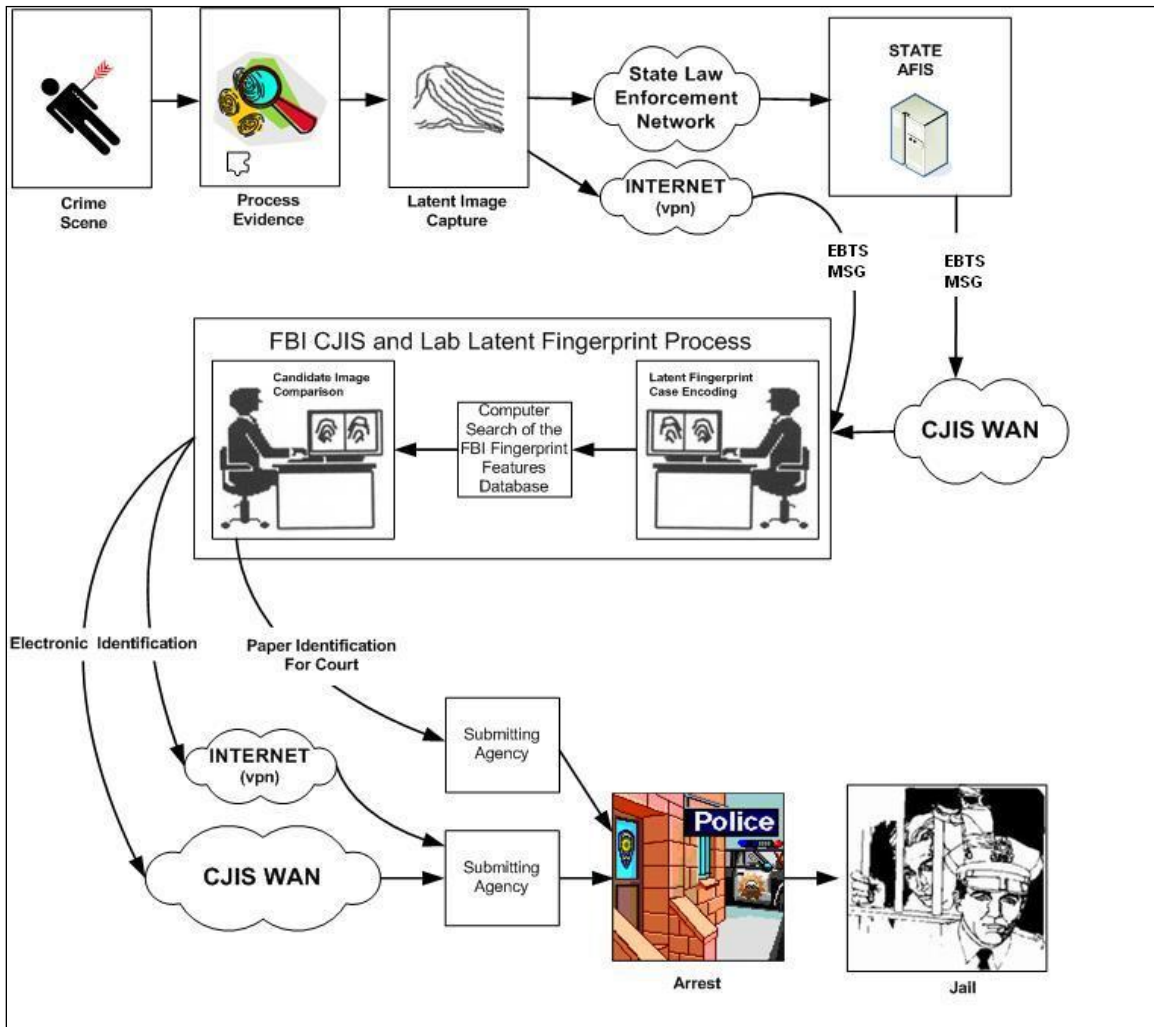 STATE
AFIS
State Law
Enforcement
Network
INTERNET
(vpn)
Crime
Scene
Process
Evidence
Latent Image
Capture
EBTS
MSG
EBTS
MSG
FBI CJIS and Lab Latent Fingerprint Process
Candidate Image
Comparison
Computer
Search of the
FBI Fingerprint
Features
Database
Latent Fingerprint
Case Encoding
CJIS WAN
Electronic Identification
Paper Identification
For Court
INTERNET
(vpn)
Submitting
Agency
CJIS WAN
Submitting
Agency
Police
Arrest
Jail